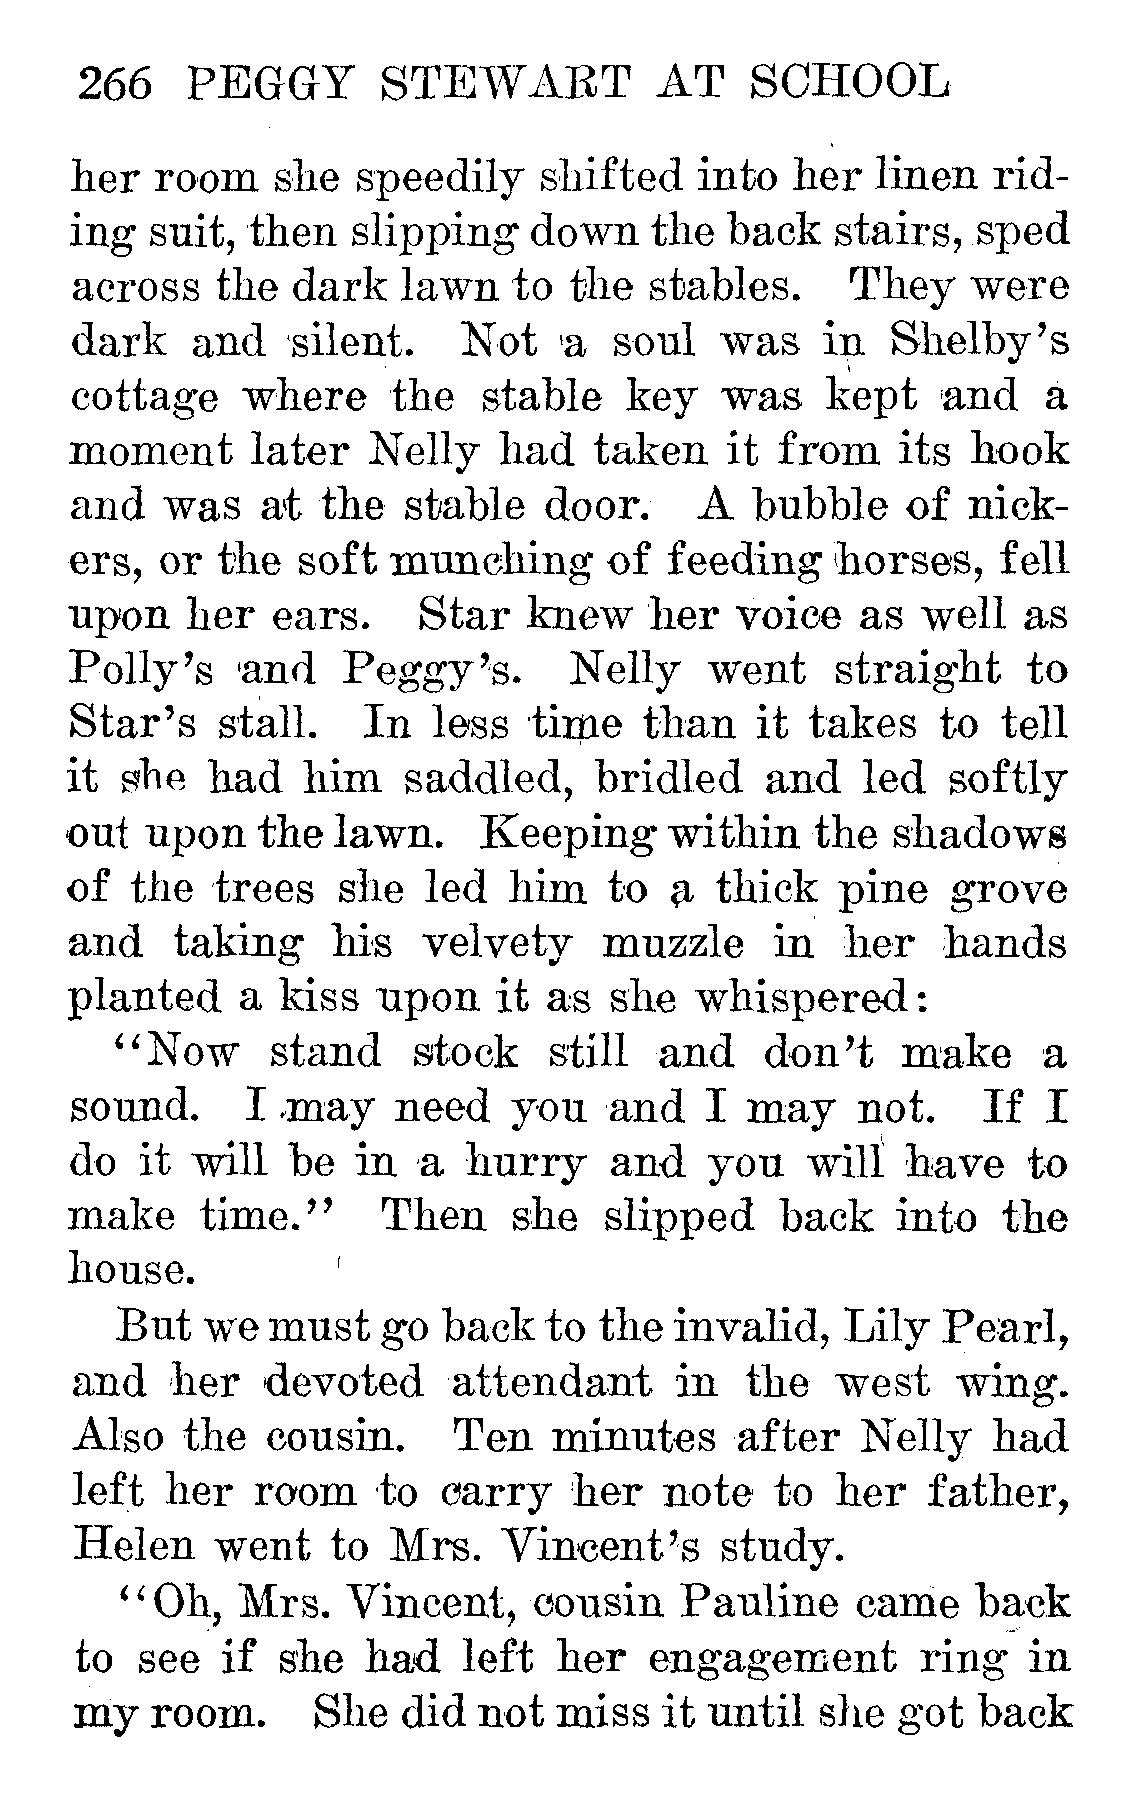 266 PEGGY STEWART AT SCHOOL
her room she speedily shifted into her linen rid-
ing suit, then slipping down the back stairs, sped
across the dark lawn to the stables. They were
dark and silent. Not a soul was in Shelby's
cottage where the stable key was kept and a
moment later Nelly had taken it from its hook
and was at the stable door. A bubble of nick-
ers, or the soft munching of feeding horses, fell
upon her ears. Star knew her voice as well as
Polly's and Peggy's. Nelly went straight to
Star's stall. In less time than it takes to tell
it she had him saddled, bridled and led softly
out upon the lawn. Keeping within the shadows
of the trees she led him to a thick pine grove
and taking his velvety muzzle in her hands
planted a kiss upon it as she whispered:
"Now stand stock still and don't make a
sound. I may need you and I may not. If I
do it will be in a hurry and you will have to
make time." Then she slipped back into the
house.
But we must go back to the invalid, Lily Pearl,
and her devoted attendant in the west wing.
Also the cousin. Ten minutes after Nelly had
left her room to carry her note to her father,
Helen went to Mrs. Vincent's study.
"Oh, Mrs. Vincent, cousin Pauline came back
to see if she had left her engagement ring in
my room. She did not miss it until she got back